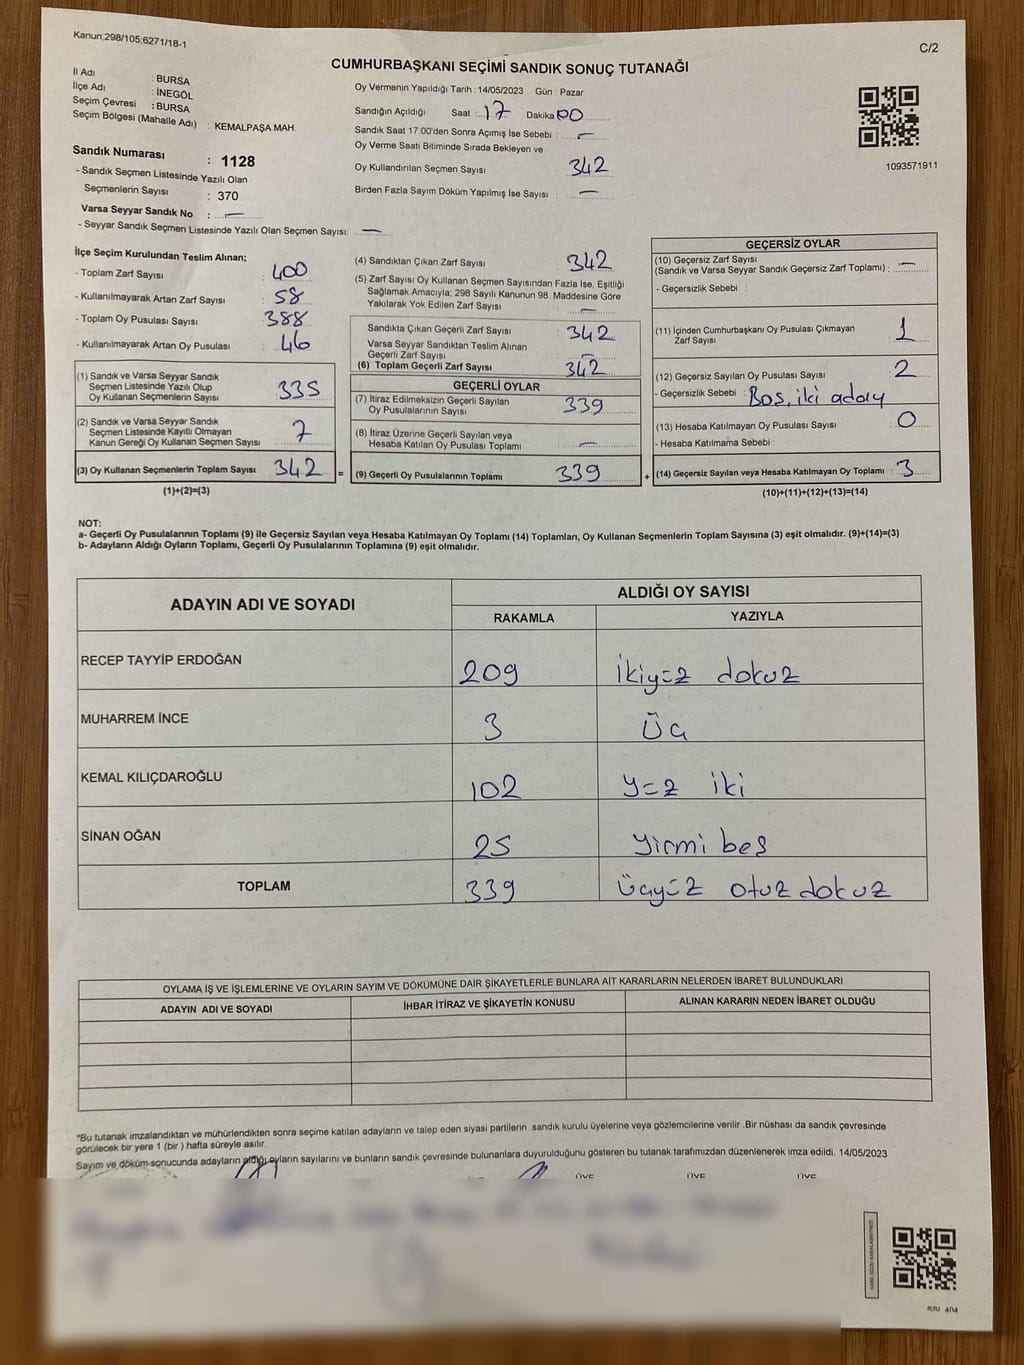 Kanun;298/105,6271/18-1
C/2
CUMHURBAŞKANI SEÇİMİ SANDIK SONUÇ TUTANAĞI
İl Adı : BURSA
İlçe Adı : İNEGÖL
Seçim Çevresi : BURSA
Seçim Bölgesi (Mahalle Adı) : KEMALPAŞA MAH.
Sandık Numarası : 1128
- Sandık Seçmen Listesinde Yazılı Olan
Seçmenlerin Sayısı : 370
Varsa Seyyar Sandık No : —
- Seyyar Sandık Seçmen Listesinde Yazılı Olan Seçmen Sayısı: —
Oy Vermenin Yapıldığı Tarih : 14/05/2023 Gün : Pazar
Sandığın Açıldığı Saat : 17 Dakika 00
Sandık Saat 17:00'den Sonra Açımış İse Sebebi : —
Oy Verme Saati Bitiminde Sırada Bekleyen ve
Oy Kullandırılan Seçmen Sayısı 342
Birden Fazla Sayım Döküm Yapılmış İse Sayısı : —
1093571911
İlçe Seçim Kurulundan Teslim Alınan;
- Toplam Zarf Sayısı : 400
- Kullanılmayarak Artan Zarf Sayısı : 58
- Toplam Oy Pusulası Sayısı : 388
- Kullanılmayarak Artan Oy Pusulası : 46
(1) Sandık ve Varsa Seyyar Sandık
Seçmen Listesinde Yazılı Olup
Oy Kullanan Seçmenlerin Sayısı : 335
(2) Sandık ve Varsa Seyyar Sandık
Seçmen Listesinde Kayıtlı Olmayan
Kanun Gereği Oy Kullanan Seçmen Sayısı : 7
(3) Oy Kullanan Seçmenlerin Toplam Sayısı 342 =
(1)+(2)=(3)
(4) Sandıktan Çıkan Zarf Sayısı : 342
(5) Zarf Sayısı Oy Kullanan Seçmen Sayısından Fazla İse, Eşitliği
Sağlamak Amacıyla; 298 Sayılı Kanunun 98. Maddesine Göre
Yakılarak Yok Edilen Zarf Sayısı : —
Sandıkta Çıkan Geçerli Zarf Sayısı : 342
Varsa Seyyar Sandıktan Teslim Alınan
Geçerli Zarf Sayısı : —
(6) Toplam Geçerli Zarf Sayısı : 342
GEÇERLİ OYLAR
(7) İtiraz Edilmeksizin Geçerli Sayılan
Oy Pusulalarının Sayısı : 339
(8) İtiraz Üzerine Geçerli Sayılan veya
Hesaba Katılan Oy Pusulası Toplamı : —
(9) Geçerli Oy Pusulalarının Toplamı 339 +
GEÇERSİZ OYLAR
(10) Geçersiz Zarf Sayısı
(Sandık ve Varsa Seyyar Sandık Geçersiz Zarf Toplamı) : —
- Geçersizlik Sebebi :
(11) İçinden Cumhurbaşkanı Oy Pusulası Çıkmayan
Zarf Sayısı : 1
(12) Geçersiz Sayılan Oy Pusulası Sayısı : 2
- Geçersizlik Sebebi : Bos, iki aday
(13) Hesaba Katılmayan Oy Pusulası Sayısı : 0
- Hesaba Katılmama Sebebi :
(14) Geçersiz Sayılan veya Hesaba Katılmayan Oy Toplamı : 3
(10)+(11)+(12)+(13)=(14)
NOT:
a- Geçerli Oy Pusulalarının Toplamı (9) ile Geçersiz Sayılan veya Hesaba Katılmayan Oy Toplamı (14) Toplamları, Oy Kullanan Seçmenlerin Toplam Sayısına (3) eşit olmalıdır. (9)+(14)=(3)
b- Adayların Aldığı Oyların Toplamı, Geçerli Oy Pusulalarının Toplamına (9) eşit olmalıdır.
ADAYIN ADI VE SOYADI ALDIĞI OY SAYISI
RAKAMLA YAZIYLA
RECEP TAYYİP ERDOĞAN 209 İkiyüz dokuz
MUHARREM İNCE 3 Üç
KEMAL KILIÇDAROĞLU 102 Yüz iki
SİNAN OĞAN 25 Yirmi beş
TOPLAM 339 Üçyüz otuz dokuz
OYLAMA İŞ VE İŞLEMLERİNE VE OYLARIN SAYIM VE DÖKÜMÜNE DAİR ŞİKAYETLERLE BUNLARA AİT KARARLARIN NELERDEN İBARET BULUNDUKLARI
ADAYIN ADI VE SOYADI İHBAR İTİRAZ VE ŞİKAYETİN KONUSU ALINAN KARARIN NEDEN İBARET OLDUĞU
*Bu tutanak imzalandıktan ve mühürlendikten sonra seçime katılan adayların ve talep eden siyasi partilerin sandık kurulu üyelerine veya gözlemcilerine verilir .Bir nüshası da sandık çevresinde
görülecek bir yere 1 (bir ) hafta süreyle asılır.
Sayım ve döküm sonucunda adayların aldığı oyların sayılarını ve bunların sandık çevresinde bulunanlara duyurulduğunu gösteren bu tutanak tarafımızdan düzenlenerek imza edildi. 14/05/2023
ÜYE ÜYE ÜYE